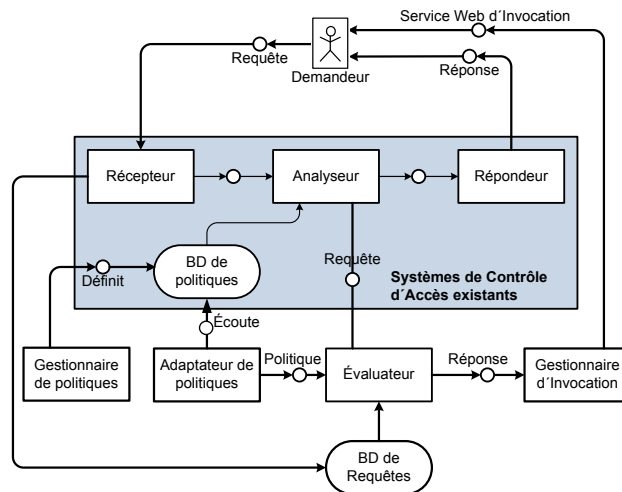 Service Web d´Invocation
Requête
Demandeur
Réponse
Récepteur
Analyseur
Répondeur
BD de
politiques
Requête
Définit
Systèmes de Contrôle
d´Accès existants
Écoute
Gestionnaire
de politiques
Adaptateur de
politiques
Politique
Évaluateur
Réponse
Gestionnaire
d´Invocation
BD de
Requêtes